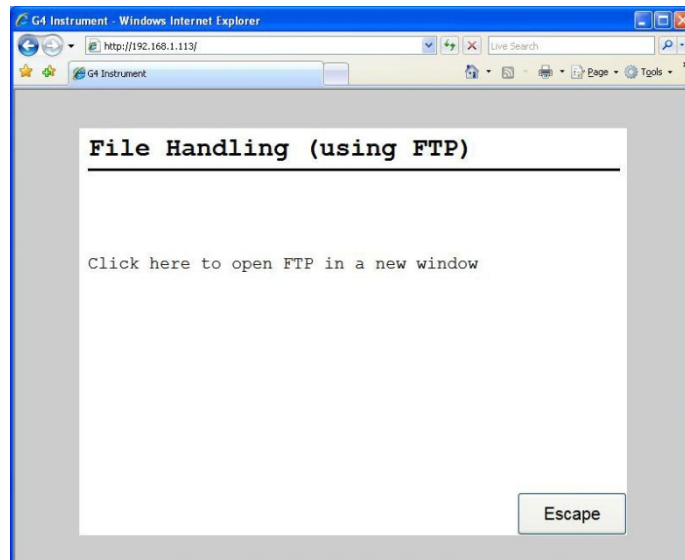 G4 Instrument - Windows Internet Explorer
http://192.168.1.113/
Live Search
G4 Instrument
Page
Tools
File Handling (using FTP)
Click here to open FTP in a new window
Escape